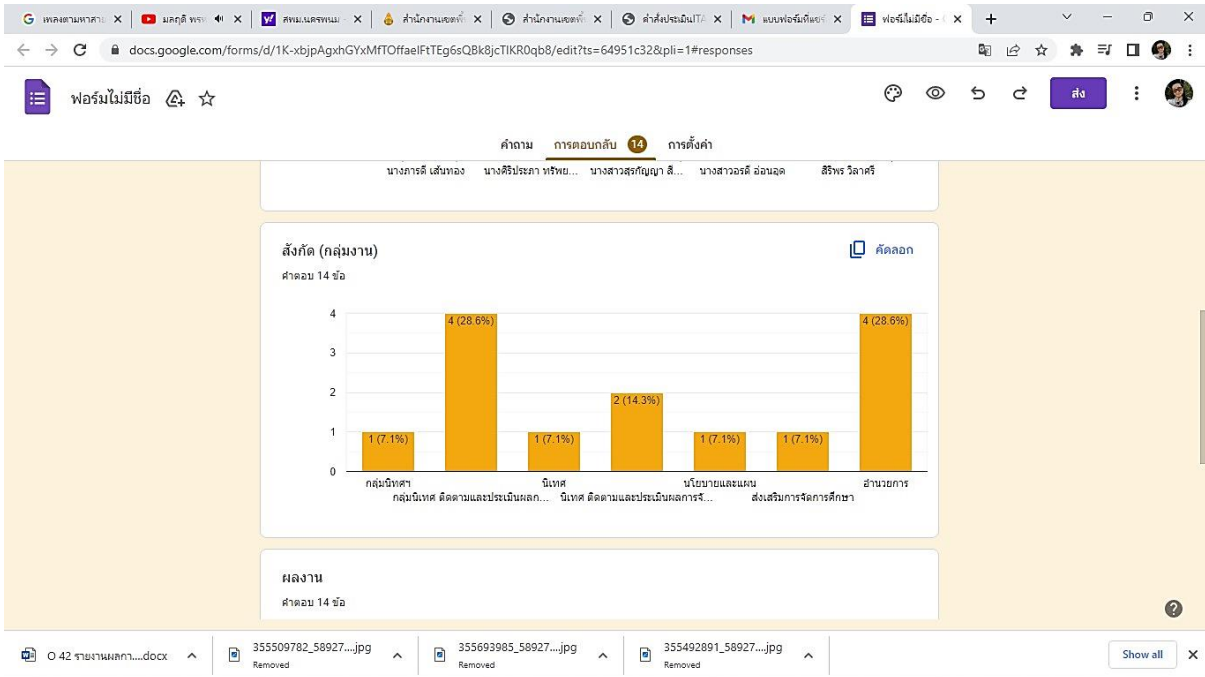 เพลงตามหาสา
มลฤดี พรห
สพม.นครพนม -
สำนักงานเขตพื้
สำนักงานเขตพื้
คำสั่งประเมินITA
แบบฟอร์มที่แชร์
ฟอร์มไม่มีชื่อ - G
docs.google.com/forms/d/1K-xbjpAgxhGYxMfTOffaelFtTEg6sQBk8jcTlKR0qb8/edit?ts=64951c32&pli=1#responses
ฟอร์มไม่มีชื่อ
ส่ง
คำถาม การตอบกลับ 14 การตั้งค่า
นางภารดี เส้นทอง นางศิริประภา ทรัพย... นางสาวสุรกัญญา สี... นางสาวอรดี อ่อนอุด สิริพร วิลาศรี
สังกัด (กลุ่มงาน)
คัดลอก
คำตอบ 14 ข้อ
4
3
2
1
0
1 (7.1%) 4 (28.6%) 1 (7.1%) 2 (14.3%) 1 (7.1%) 1 (7.1%) 4 (28.6%)
กลุ่มนิทศฯ นิเทศ นโยบายและแผน อำนวยการ
กลุ่มนิเทศ ติดตามและประเมินผลก... นิเทศ ติดตามและประเมินผลการจั... ส่งเสริมการจัดการศึกษา
ผลงาน
คำตอบ 14 ข้อ
O 42 รายงานผลกา....docx
355509782_58927....jpg
Removed
355693985_58927....jpg
Removed
355492891_58927....jpg
Removed
Show all